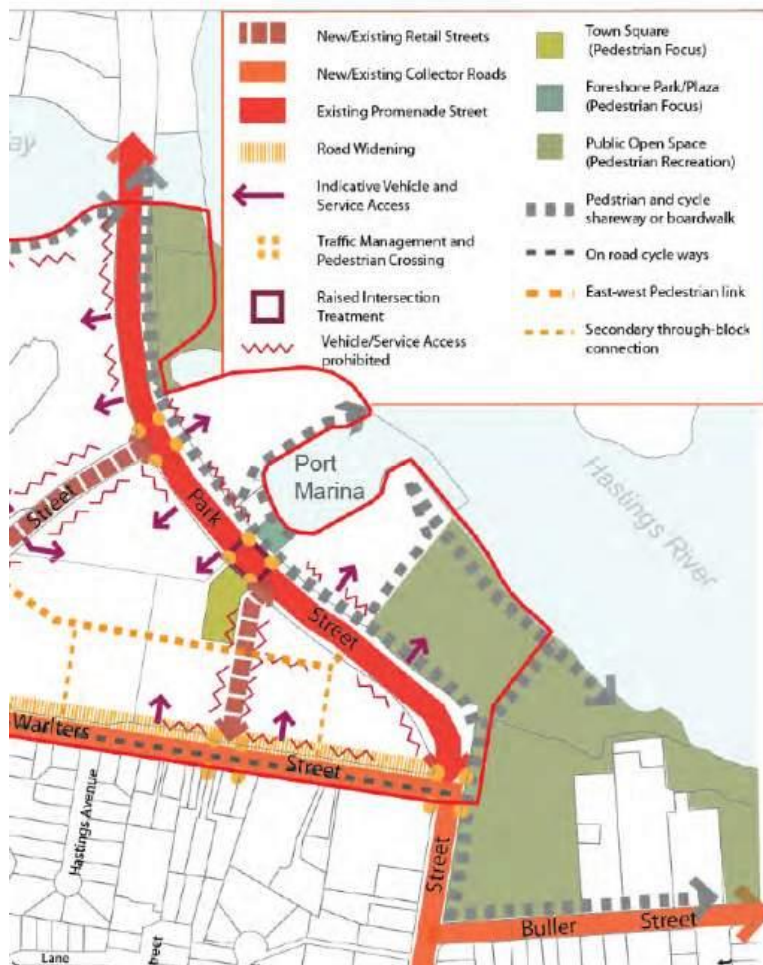 New/Existing Retail Streets
New/Existing Collector Roads
Existing Promenade Street
Road Widening
Indicative Vehicle and
Service Access
Traffic Management and
Pedestrian Crossing
Raised Intersection
Treatment
Vehicle/Service Access
prohibited
Town Square
(Pedestrian Focus)
Foreshore Park/Plaza
(Pedestrian Focus)
Public Open Space
(Pedestrian Recreation)
Pedstrian and cycle
shareway or boardwalk
On road cycle ways
East-west Pedestrian link
Secondary through-block
connection
ay
Port
Marina
Hastings River
Street
Park
Street
Warlters
Street
Hastings Avenue
Street
Buller
Street
Lane
Street